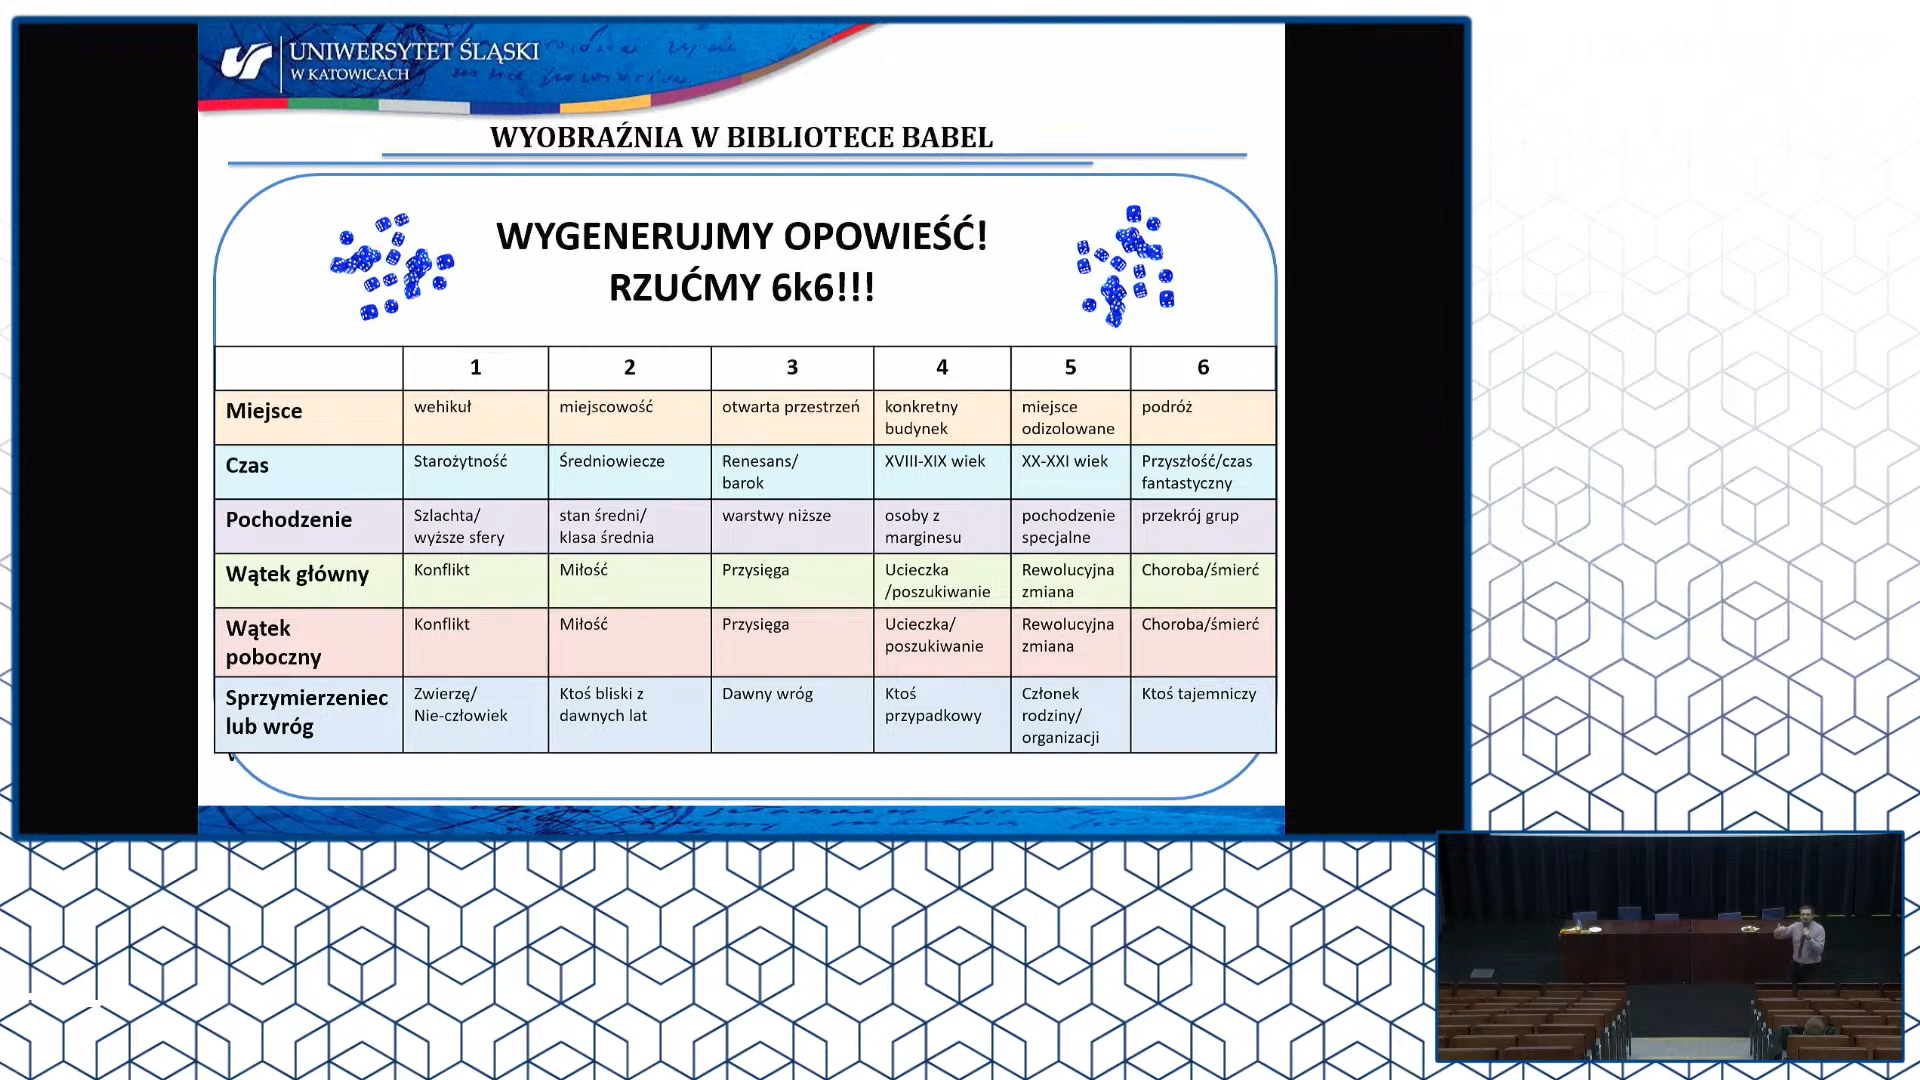 UNIWERSYTET ŚLĄSKI
W KATOWICACH
WYOBRAŹNIA W BIBLIOTECE BABEL
WYGENERUJMY OPOWIEŚĆ!
RZUĆMY 6k6!!!
1 2 3 4 5 6
Miejsce wehikuł miejscowość otwarta przestrzeń konkretny budynek miejsce odizolowane podróż
Czas Starożytność Średniowiecze Renesans/ barok XVIII-XIX wiek XX-XXI wiek Przyszłość/czas fantastyczny
Pochodzenie Szlachta/ wyższe sfery stan średni/ klasa średnia warstwy niższe osoby z marginesu pochodzenie specjalne przekrój grup
Wątek główny Konflikt Miłość Przysięga Ucieczka /poszukiwanie Rewolucyjna zmiana Choroba/śmierć
Wątek poboczny Konflikt Miłość Przysięga Ucieczka/ poszukiwanie Rewolucyjna zmiana Choroba/śmierć
Sprzymierzeniec lub wróg Zwierzę/ Nie-człowiek Ktoś bliski z dawnych lat Dawny wróg Ktoś przypadkowy Członek rodziny/ organizacji Ktoś tajemniczy